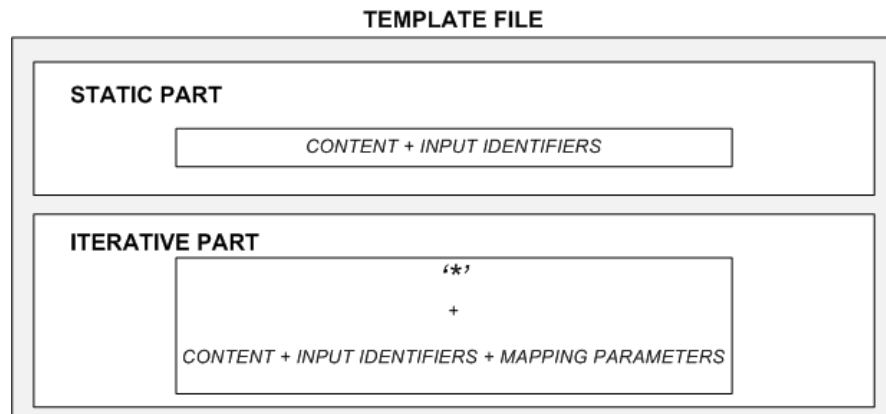 TEMPLATE FILE
STATIC PART
CONTENT + INPUT IDENTIFIERS
ITERATIVE PART
‘*’
+
CONTENT + INPUT IDENTIFIERS + MAPPING PARAMETERS